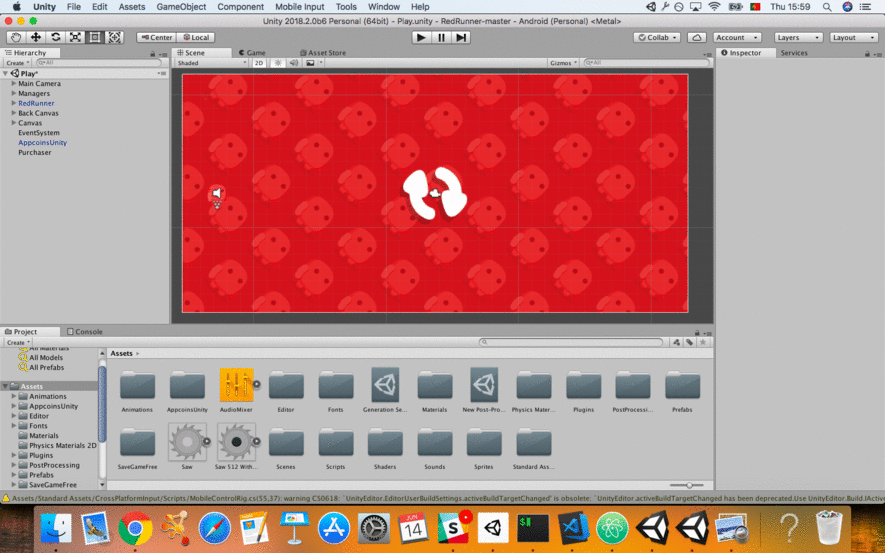 Unity File Edit Assets GameObject Component Mobile Input Tools Window Help Thu 15:59
Unity 2018.2.0b6 Personal (64bit) - Play.unity - RedRunner-master - Android (Personal) <Metal>
Center Local Collab Account Layers Layout
Hierarchy Scene Game Asset Store Inspector Services
Create All Shaded 2D Gizmos All
Play*
Main Camera
Managers
RedRunner
Back Canvas
Canvas
EventSystem
AppcoinsUnity
Purchaser
Project Console
Create
All Materials
All Models
All Prefabs
Assets
Animations
AppcoinsUnity
Editor
Fonts
Materials
Physics Materials 2D
Plugins
PostProcessing
Prefabs
SaveGameFree
Assets
Animations AppcoinsUnity AudioMixer Editor Fonts Generation Se... Materials New Post-Pro... Physics Mater... Plugins PostProcessi... Prefabs
SaveGameFree Saw Saw 512 With... Scenes Scripts Shaders Sounds Sprites Standard Ass...
Assets/Standard Assets/CrossPlatformInput/Scripts/MobileControlRig.cs(55,37): warning CS0618: `UnityEditor.EditorUserBuildSettings.activeBuildTargetChanged' is obsolete: `UnityEditor.activeBuildTargetChanged has been deprecated.Use UnityEditor.Build.IActive
JUN
14